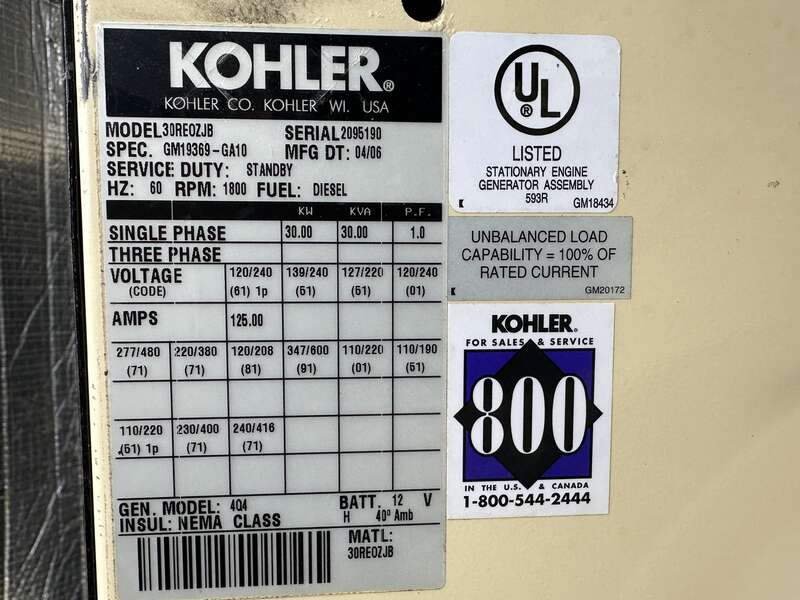 KOHLER®
KOHLER CO. KOHLER WI. USA
MODEL 30REOZJB SERIAL 2095190
SPEC. GM19369-GA10 MFG DT: 04/06
SERVICE DUTY: STANDBY
HZ: 60 RPM: 1800 FUEL: DIESEL
KW KVA P.F.
SINGLE PHASE 30.00 30.00 1.0
THREE PHASE
VOLTAGE 120/240 139/240 127/220 120/240
(CODE) (61) 1p (51) (51) (01)
AMPS 125.00
277/480 220/380 120/208 347/600 110/220 110/190
(71) (71) (81) (91) (01) (51)
110/220 230/400 240/416
(51) 1p (71) (71)
GEN. MODEL: 4Q4 BATT. 12 V
INSUL: NEMA CLASS H 40° Amb
MATL:
30REOZJB
UL®
LISTED
STATIONARY ENGINE
GENERATOR ASSEMBLY
593R
GM18434
UNBALANCED LOAD
CAPABILITY = 100% OF
RATED CURRENT
GM20172
KOHLER®
FOR SALES & SERVICE
800
IN THE U.S. & CANADA
1-800-544-2444